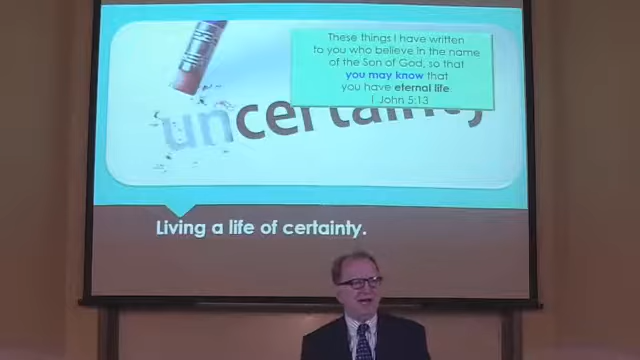 These things I have written
to you who believe in the name
of the Son of God, so that
you may know that
you have eternal life.
I John 5:13
uncertainty
Living a life of certainty.